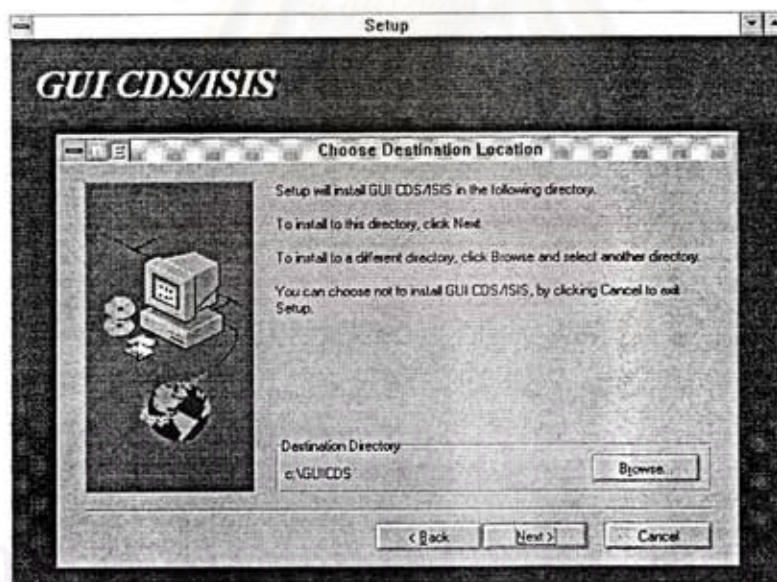 Setup
GUI CDS/ISIS
Choose Destination Location
Setup will install GUI CDS/ISIS in the following directory.
To install to this directory, click Next.
To install to a different directory, click Browse and select another directory.
You can choose not to install GUI CDS/ISIS, by clicking Cancel to exit
Setup.
Destination Directory
c:\GUICDS
Browse...
< Back
Next >
Cancel